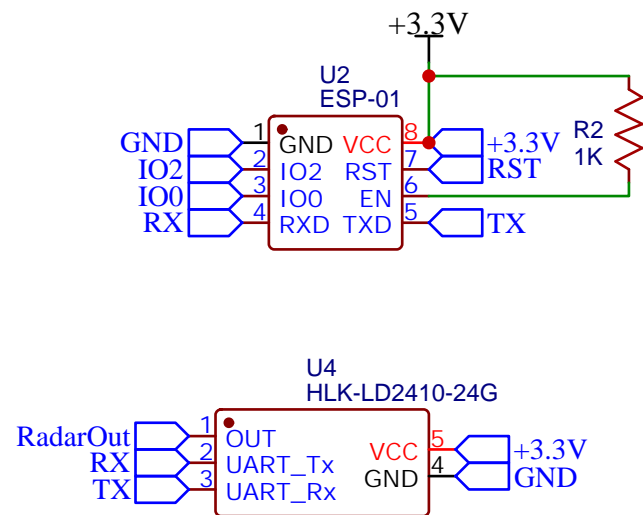 +3.3V
U2
ESP-01
GND 1 GND VCC 8 +3.3V
IO2 2 IO2 RST 7 RST
IO0 3 IO0 EN 6
RX 4 RXD TXD 5 TX
R2
1K
U4
HLK-LD2410-24G
RadarOut 1 OUT
RX 2 UART_Tx VCC 5 +3.3V
TX 3 UART_Rx GND 4 GND